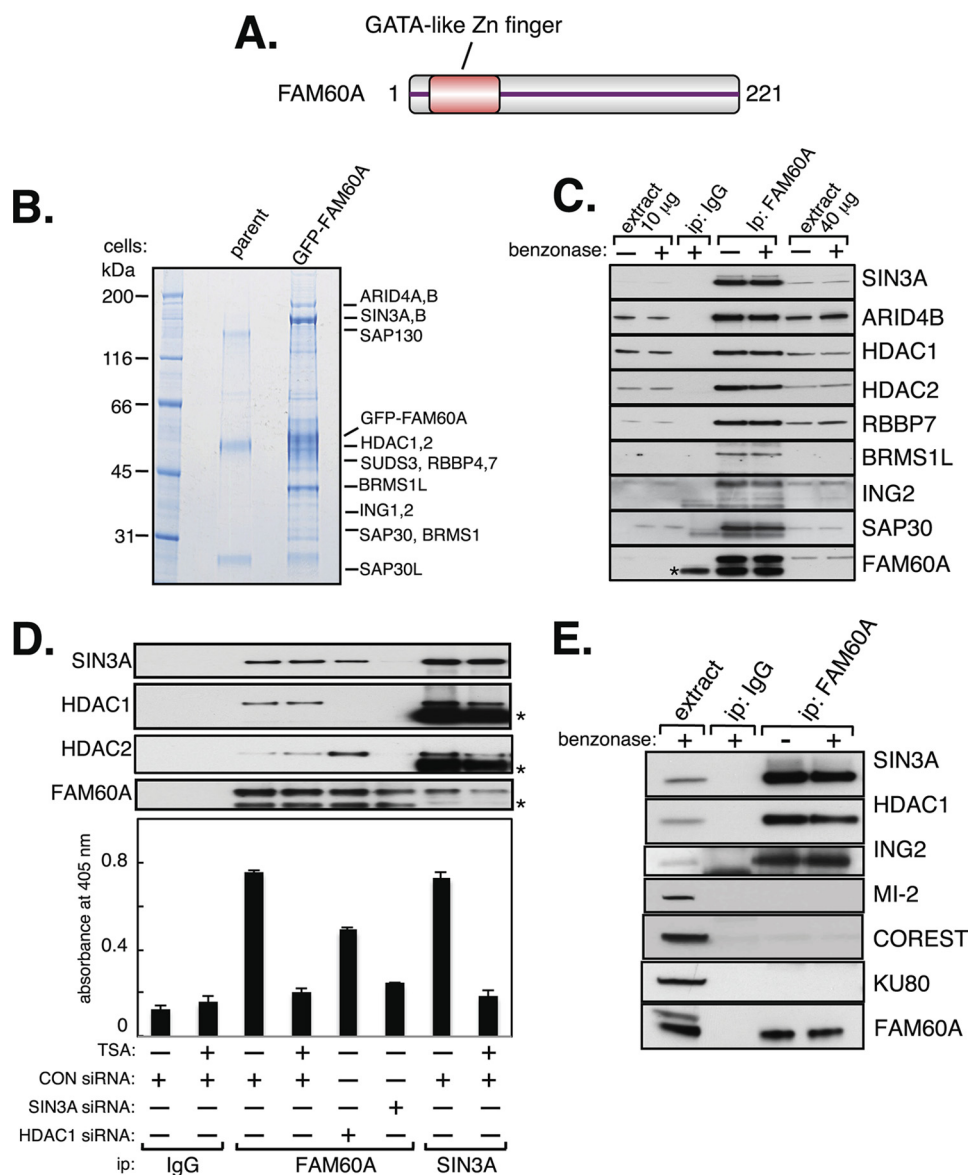 A.
GATA-like Zn finger
FAM60A 1 221
B.
cells: parent GFP-FAM60A
kDa
200
116
66
45
31
ARID4A,B
SIN3A,B
SAP130
GFP-FAM60A
HDAC1,2
SUDS3, RBBP4,7
BRMS1L
ING1,2
SAP30, BRMS1
SAP30L
C.
extract 10 µg ip: IgG Ip: FAM60A extract 40 µg
benzonase: — + + — + — +
SIN3A
ARID4B
HDAC1
HDAC2
RBBP7
BRMS1L
ING2
SAP30
FAM60A
*
D.
SIN3A
HDAC1 *
HDAC2 *
FAM60A *
absorbance at 405 nm
0.8
0.4
0
TSA: — + — + — — — +
CON siRNA: + + + + — — + +
SIN3A siRNA: — — — — — + — —
HDAC1 siRNA: — — — — + — — —
ip: IgG FAM60A SIN3A
E.
extract ip: IgG ip: FAM60A
benzonase: + + - +
SIN3A
HDAC1
ING2
MI-2
COREST
KU80
FAM60A